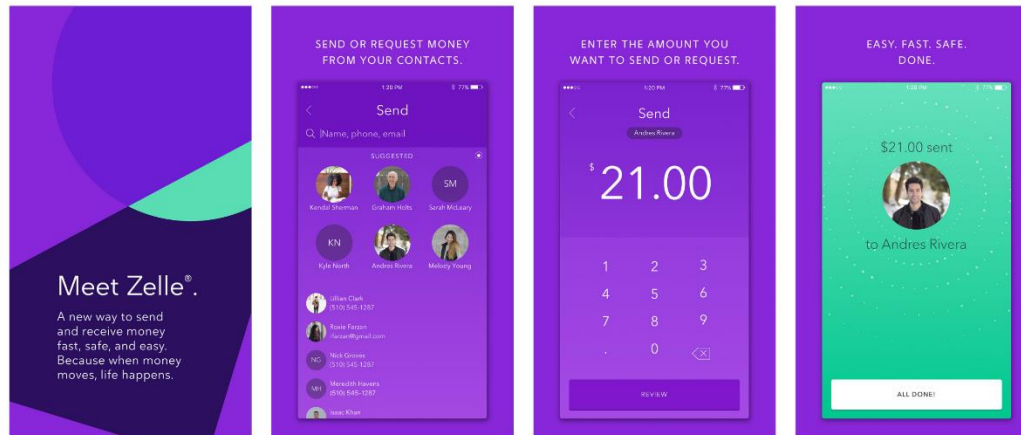 Meet Zelle®.
A new way to send
and receive money
fast, safe, and easy.
Because when money
moves, life happens.
SEND OR REQUEST MONEY
FROM YOUR CONTACTS.
1:20 PM
77%
Send
Name, phone, email
SUGGESTED
Kendal Sherman
Graham Holts
SM
Sarah McLeary
KN
Kyle North
Andres Rivera
Melody Young
Lillian Clark
(510) 545-1287
Roxie Farzan
rfarzan@gmail.com
NG
Nick Groves
(510) 545-1287
MH
Meredith Havens
(510) 545-1287
Isaac Khan
ENTER THE AMOUNT YOU
WANT TO SEND OR REQUEST.
1:20 PM
77%
Send
Andres Rivera
$21.00
1 2 3
4 5 6
7 8 9
. 0
REVIEW
EASY. FAST. SAFE.
DONE.
1:20 PM
77%
$21.00 sent
to Andres Rivera
ALL DONE!